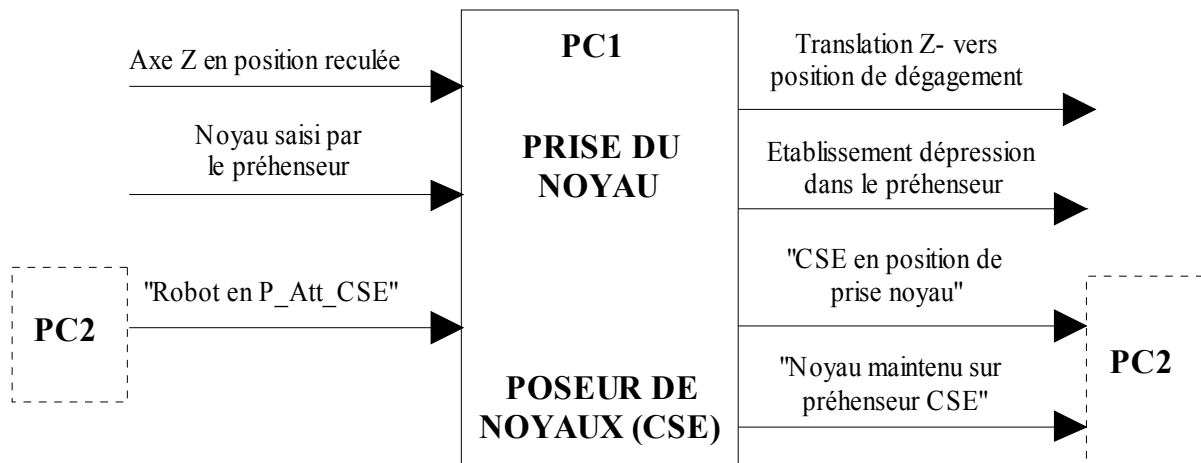 Axe Z en position reculée
Noyau saisi par
le préhenseur
"Robot en P_Att_CSE"
PC2
PC1
PRISE DU
NOYAU
POSEUR DE
NOYAUX (CSE)
Translation Z- vers
position de dégagement
Etablissement dépression
dans le préhenseur
"CSE en position de
prise noyau"
"Noyau maintenu sur
préhenseur CSE"
PC2